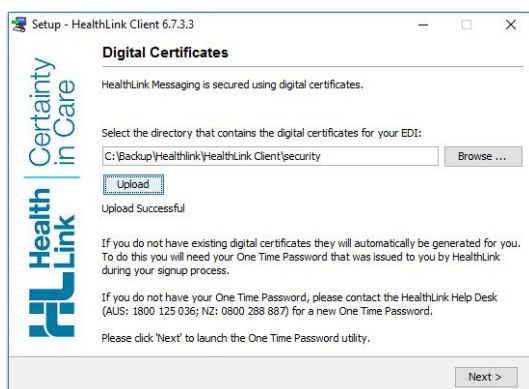 Setup - HealthLink Client 6.7.3.3
Digital Certificates
HealthLink Messaging is secured using digital certificates.
Select the directory that contains the digital certificates for your EDI:
C:\Backup\Healthlink\HealthLink Client\security
Browse ...
Upload
Upload Successful
If you do not have existing digital certificates they will automatically be generated for you.
To do this you will need your One Time Password that was issued to you by HealthLink
during your signup process.
If you do not have your One Time Password, please contact the HealthLink Help Desk
(AUS: 1800 125 036; NZ: 0800 288 887) for a new One Time Password.
Please click 'Next' to launch the One Time Password utility.
Next >
HL Health
Link
Certainty
in Care